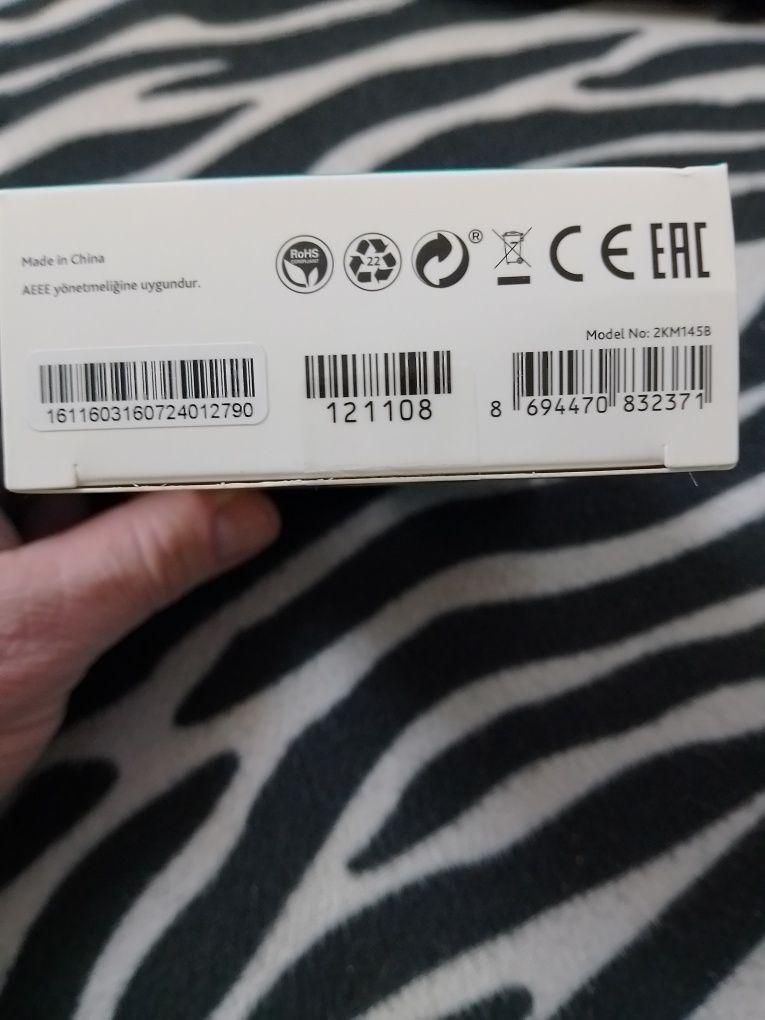 Made in China
AEEE yönetmeliğine uygundur.
RoHS
COMPLIANT
22
®
CE
EAC
Model No: 2KM145B
1611603160724012790
121108
8 694470 832371